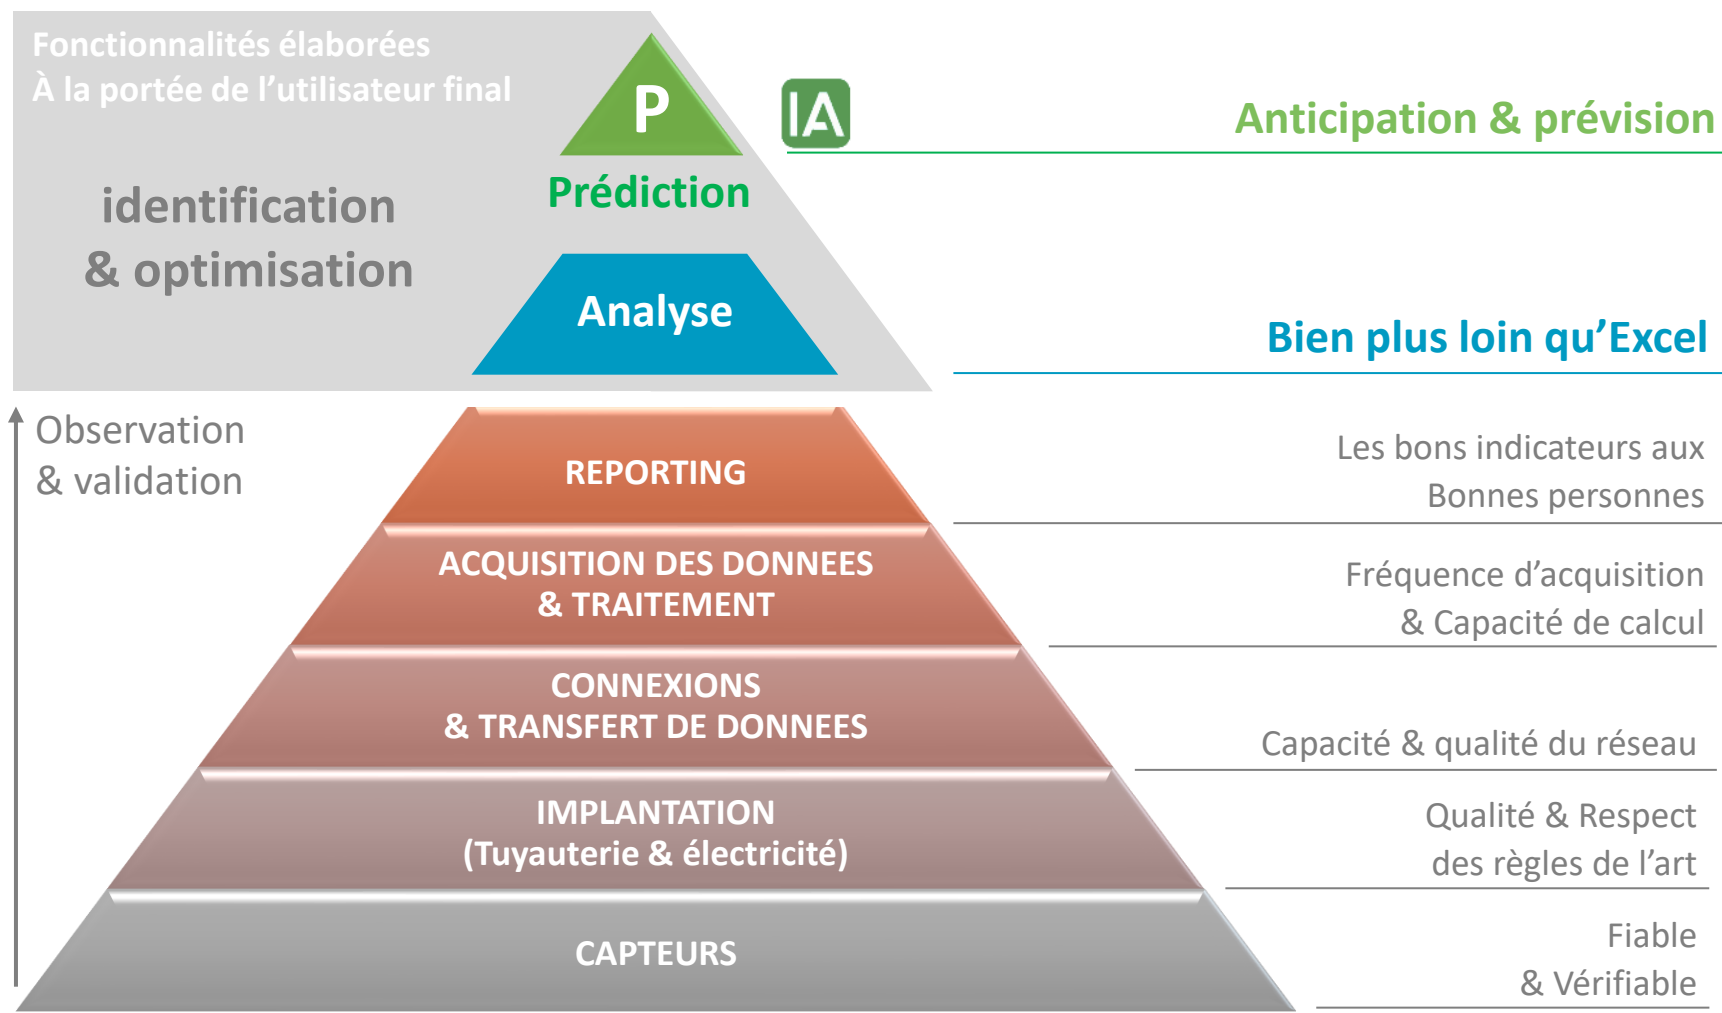 Fonctionnalités élaborées
À la portée de l’utilisateur final
P
IA
Anticipation & prévision
Prédiction
identification
& optimisation
Analyse
Bien plus loin qu’Excel
Observation
& validation
REPORTING
Les bons indicateurs aux
Bonnes personnes
ACQUISITION DES DONNEES
& TRAITEMENT
Fréquence d’acquisition
& Capacité de calcul
CONNEXIONS
& TRANSFERT DE DONNEES
Capacité & qualité du réseau
IMPLANTATION
(Tuyauterie & électricité)
Qualité & Respect
des règles de l’art
CAPTEURS
Fiable
& Vérifiable